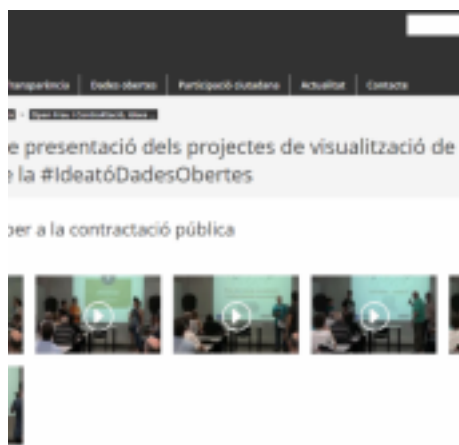 Transparència Dades obertes Participació ciutadana Actualitat Contacte
e presentació dels projectes de visualització de
e la #IdeatóDadesObertes
per a la contractació pública